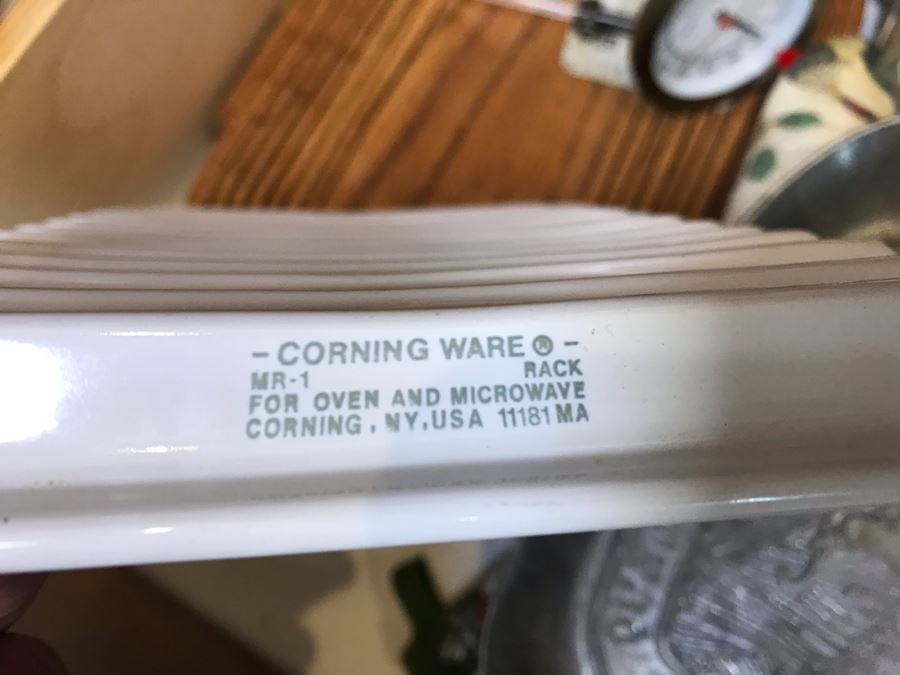 - CORNING WARE ® -
MR-1 RACK
FOR OVEN AND MICROWAVE
CORNING, NY, USA 11181 MA